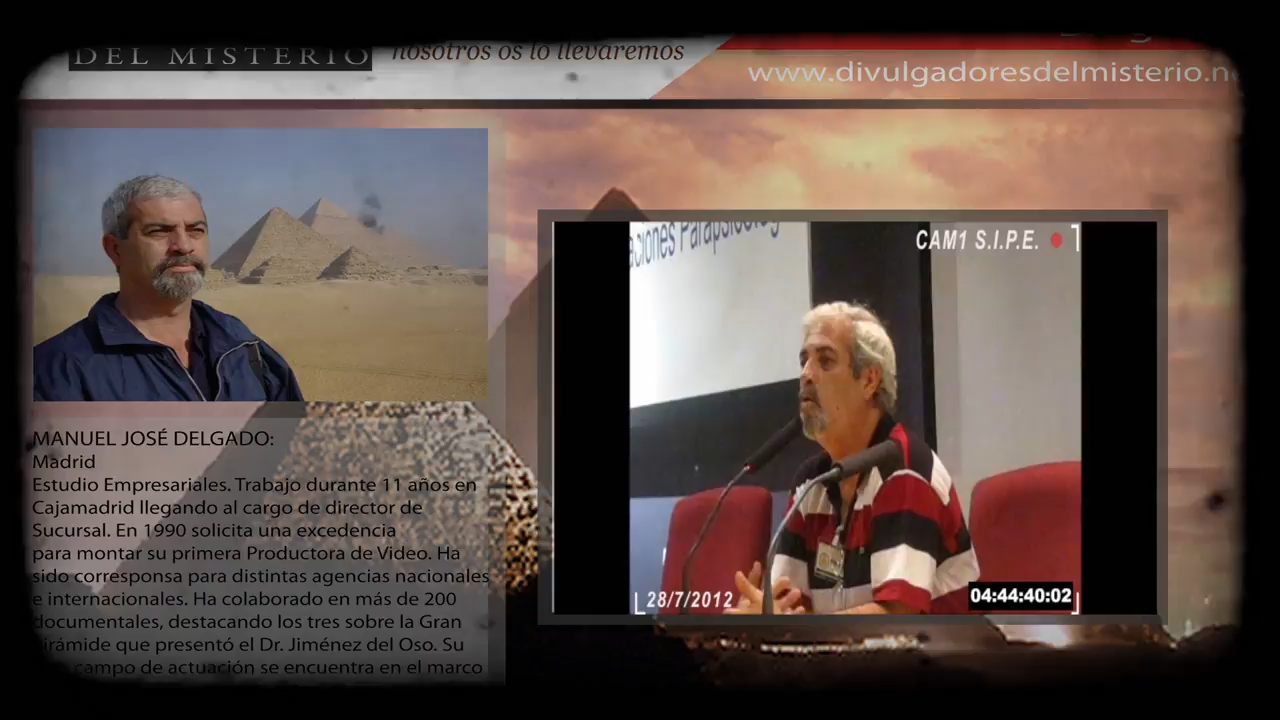 DEL MISTERIO
nosotros os lo llevaremos
www.divulgadoresdelmisterio.n
aciones Parapsicológ
CAM1 S.I.P.E.
MANUEL JOSÉ DELGADO:
Madrid
Estudio Empresariales. Trabajo durante 11 años en
Cajamadrid llegando al cargo de director de
Sucursal. En 1990 solicita una excedencia
para montar su primera Productora de Video. Ha
sido corresponsa para distintas agencias nacionales
e internacionales. Ha colaborado en más de 200
documentales, destacando los tres sobre la Gran
irámide que presentó el Dr. Jiménez del Oso. Su
campo de actuación se encuentra en el marco
28/7/2012
04:44:40:02